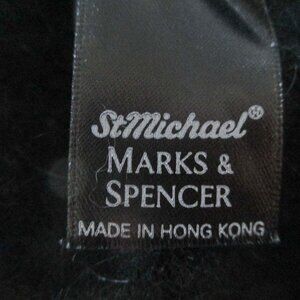 StMichael®
MARKS &
SPENCER
MADE IN HONG KONG